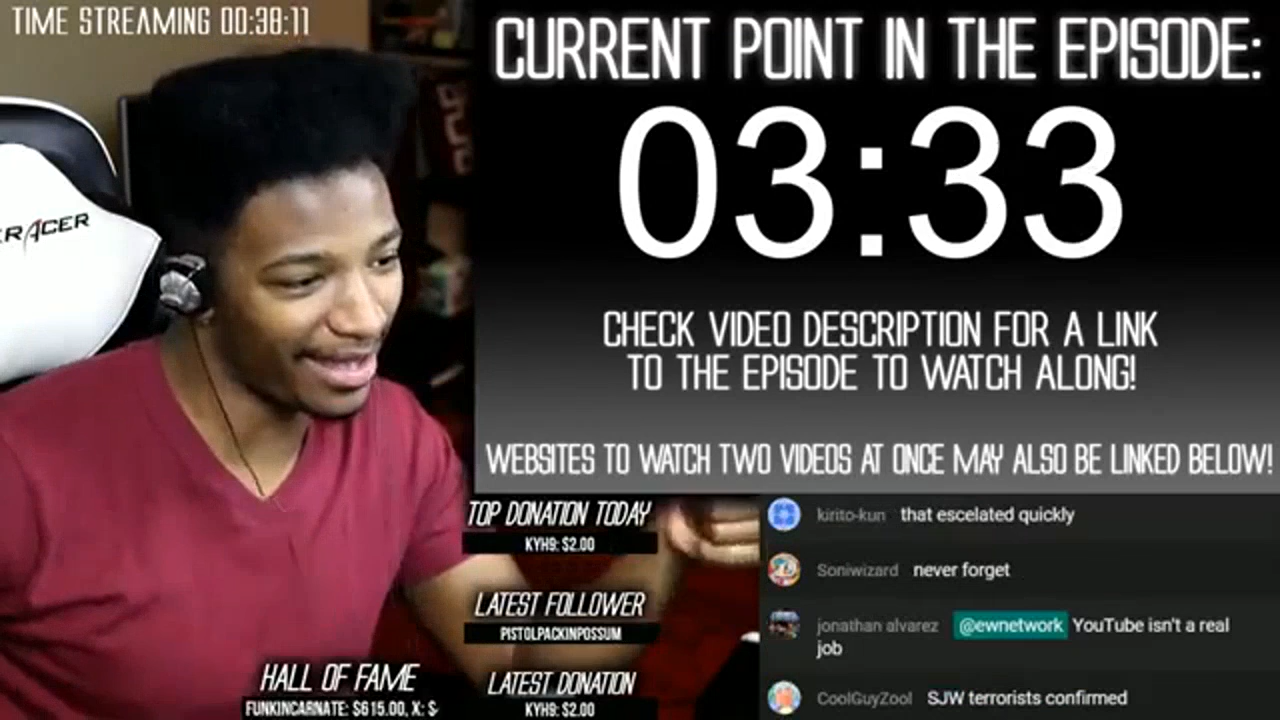 TIME STREAMING 00:38:11
CURRENT POINT IN THE EPISODE:
03:33
CHECK VIDEO DESCRIPTION FOR A LINK
TO THE EPISODE TO WATCH ALONG!
WEBSITES TO WATCH TWO VIDEOS AT ONCE MAY ALSO BE LINKED BELOW!
RACER
TOP DONATION TODAY
KYH9: $2.00
LATEST FOLLOWER
PISTOLPACKINPOSSUM
LATEST DONATION
KYH9: $2.00
HALL OF FAME
FUNKINCARNATE: $615.00, X: $
kirito-kun that escelated quickly
Soniwizard never forget
jonathan alvarez @ewnetwork YouTube isn't a real
job
CoolGuyZool SJW terrorists confirmed